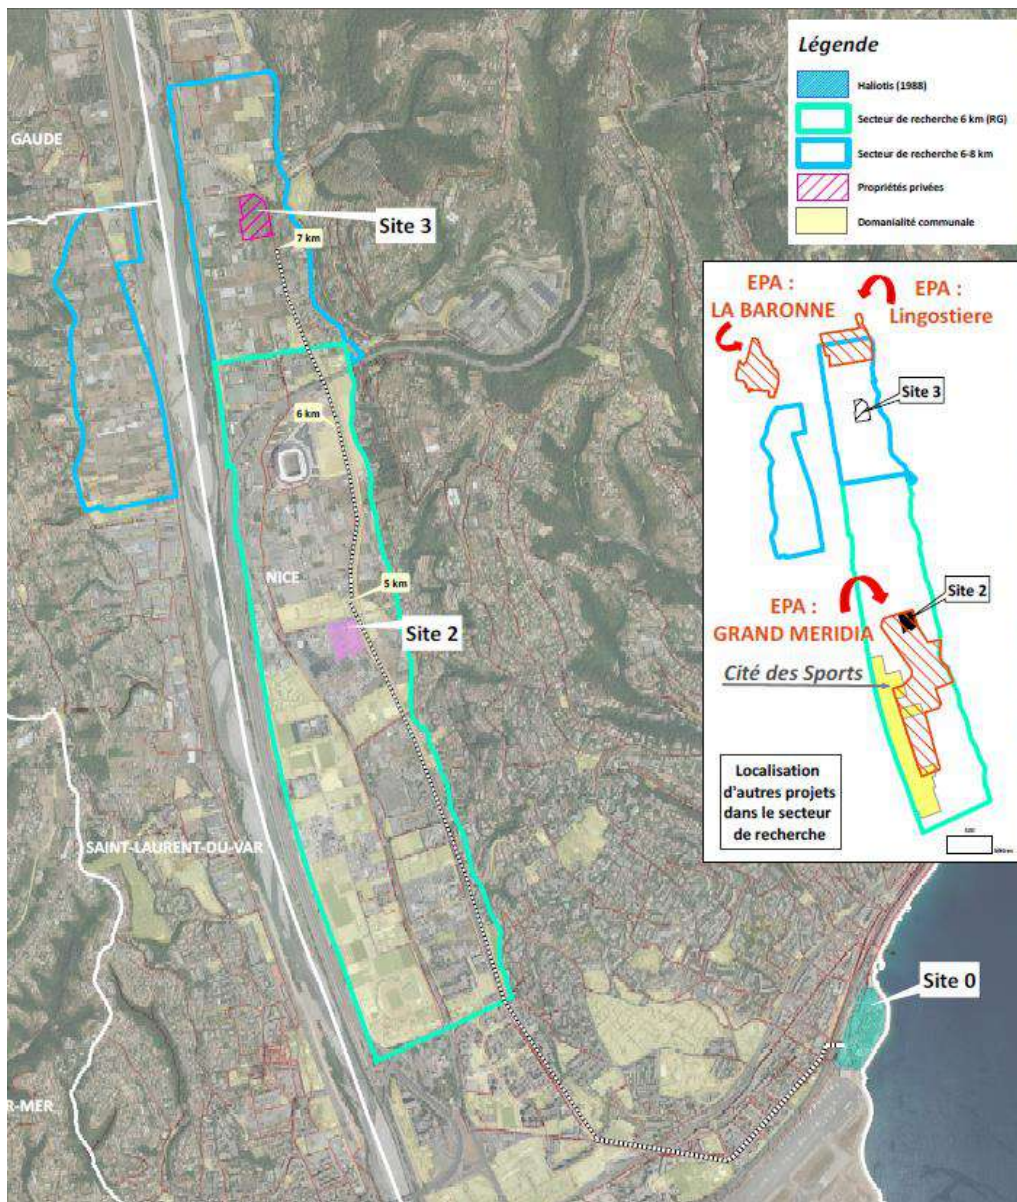 Légende
Haliotis (1988)
Secteur de recherche 6 km (RG)
Secteur de recherche 6-8 km
Propriétés privées
Domanialité communale
GAUDE
Site 3
7 km
6 km
NICE
5 km
Site 2
SAINT-LAURENT-DU-VAR
R-MER
Site 0
EPA :
LA BARONNE
EPA :
Lingostiere
Site 3
Site 2
EPA :
GRAND MERIDIA
Cité des Sports
Localisation
d'autres projets
dans le secteur
de recherche